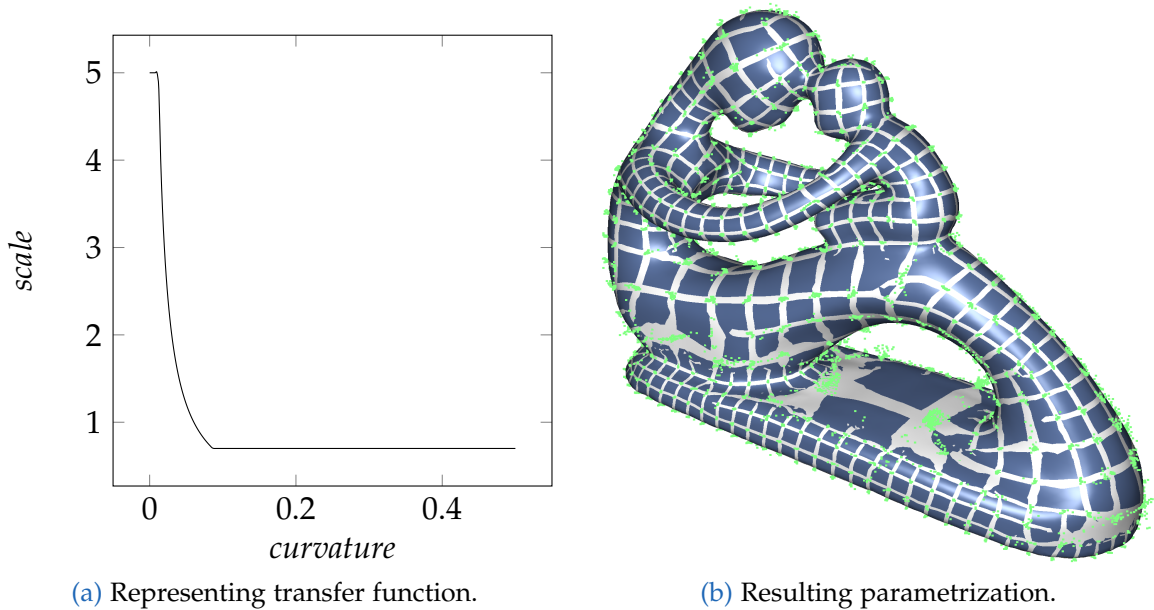 5
4
3
2
1
scale
0 0.2 0.4
curvature
(a) Representing transfer function.
(b) Resulting parametrization.